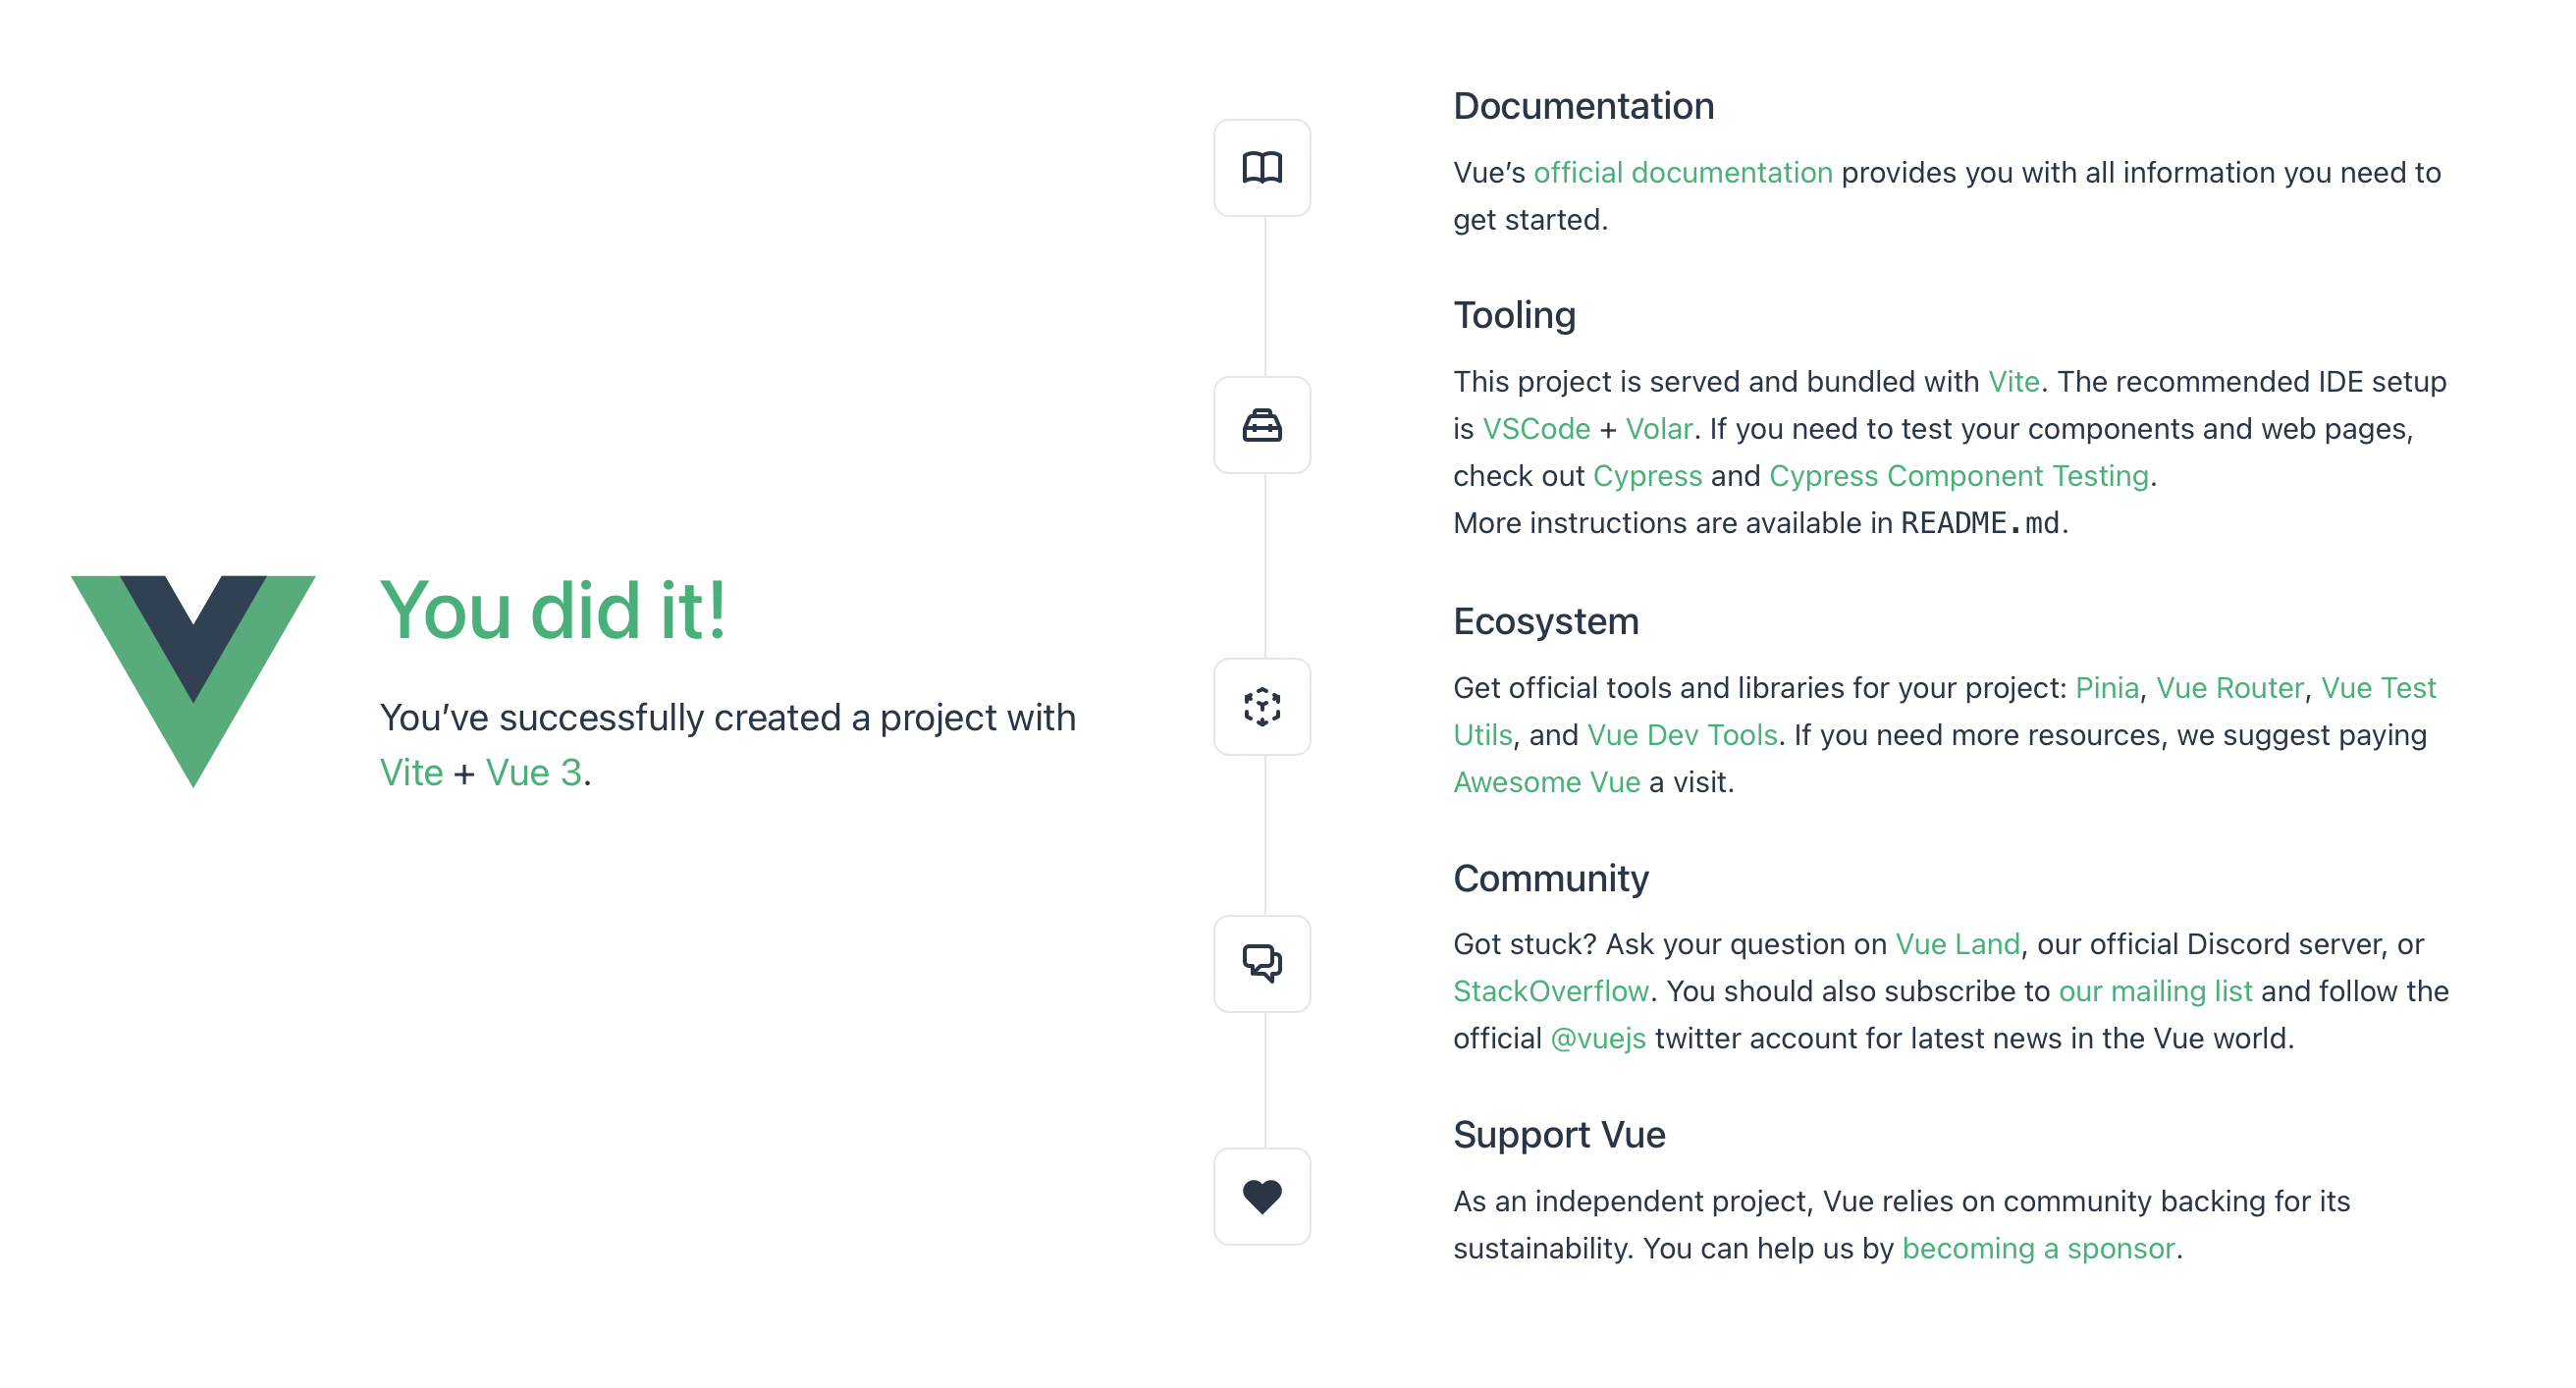 You did it!
You’ve successfully created a project with
Vite + Vue 3.
Documentation
Vue’s official documentation provides you with all information you need to
get started.
Tooling
This project is served and bundled with Vite. The recommended IDE setup
is VSCode + Volar. If you need to test your components and web pages,
check out Cypress and Cypress Component Testing.
More instructions are available in README.md.
Ecosystem
Get official tools and libraries for your project: Pinia, Vue Router, Vue Test
Utils, and Vue Dev Tools. If you need more resources, we suggest paying
Awesome Vue a visit.
Community
Got stuck? Ask your question on Vue Land, our official Discord server, or
StackOverflow. You should also subscribe to our mailing list and follow the
official @vuejs twitter account for latest news in the Vue world.
Support Vue
As an independent project, Vue relies on community backing for its
sustainability. You can help us by becoming a sponsor.